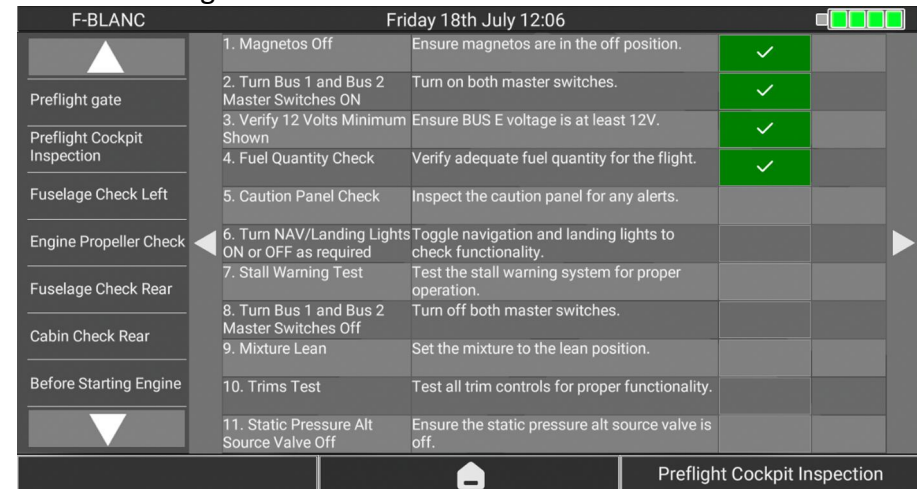 F-BLANC
Friday 18th July 12:06
Preflight gate
Preflight Cockpit
Inspection
Fuselage Check Left
Engine Propeller Check
Fuselage Check Rear
Cabin Check Rear
Before Starting Engine
1. Magnetos Off
Ensure magnetos are in the off position.
2. Turn Bus 1 and Bus 2
Master Switches ON
Turn on both master switches.
3. Verify 12 Volts Minimum
Shown
Ensure BUS E voltage is at least 12V.
4. Fuel Quantity Check
Verify adequate fuel quantity for the flight.
5. Caution Panel Check
Inspect the caution panel for any alerts.
6. Turn NAV/Landing Lights
ON or OFF as required
Toggle navigation and landing lights to
check functionality.
7. Stall Warning Test
Test the stall warning system for proper
operation.
8. Turn Bus 1 and Bus 2
Master Switches Off
Turn off both master switches.
9. Mixture Lean
Set the mixture to the lean position.
10. Trims Test
Test all trim controls for proper functionality.
11. Static Pressure Alt
Source Valve Off
Ensure the static pressure alt source valve is
off.
Preflight Cockpit Inspection